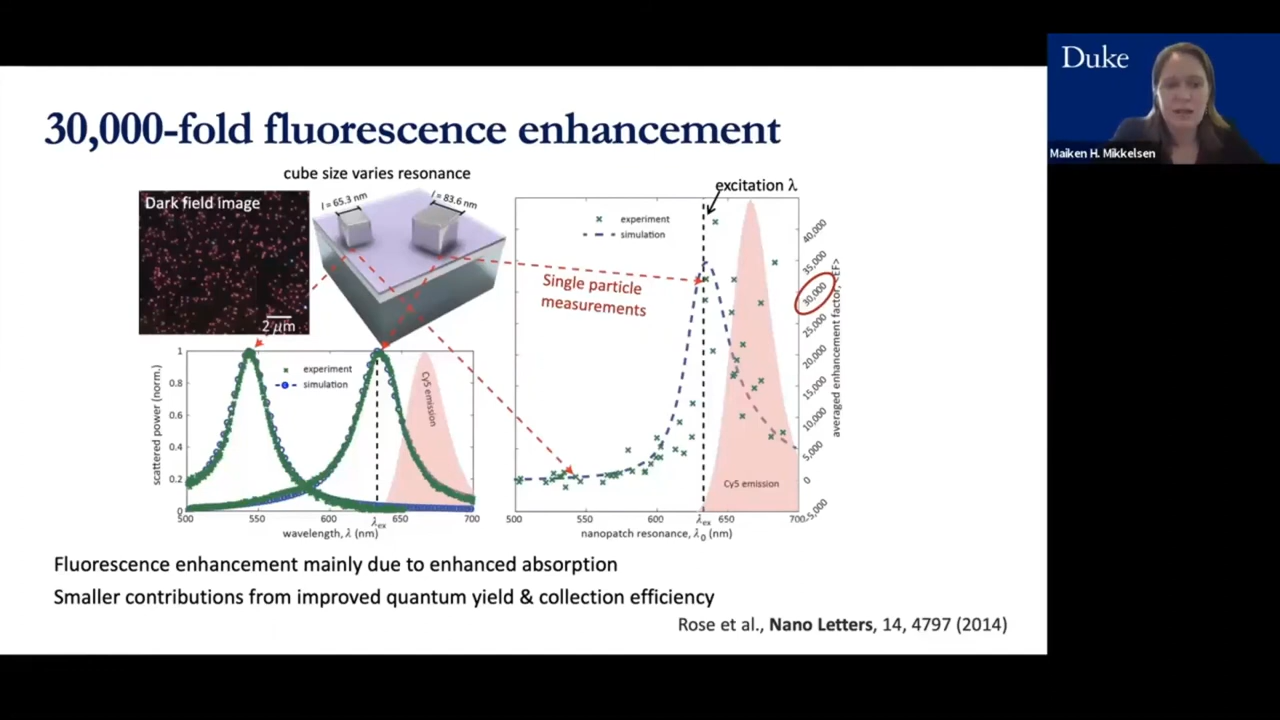 Duke
Maiken H. Mikkelsen
30,000-fold fluorescence enhancement
cube size varies resonance
Dark field image
2 μm
l = 65.3 nm
l = 83.6 nm
Single particle
measurements
excitation λ
experiment
simulation
Cy5 emission
40,000
35,000
30,000
25,000
20,000
15,000
10,000
5,000
0
-5,000
averaged enhancement factor, <EF>
500
550
600
λex
650
700
nanopatch resonance, λ0 (nm)
experiment
simulation
Cy5 emission
scattered power (norm.)
1
0.8
0.6
0.4
0.2
0
500
550
600
λex
650
700
wavelength, λ (nm)
Fluorescence enhancement mainly due to enhanced absorption
Smaller contributions from improved quantum yield & collection efficiency
Rose et al., Nano Letters, 14, 4797 (2014)